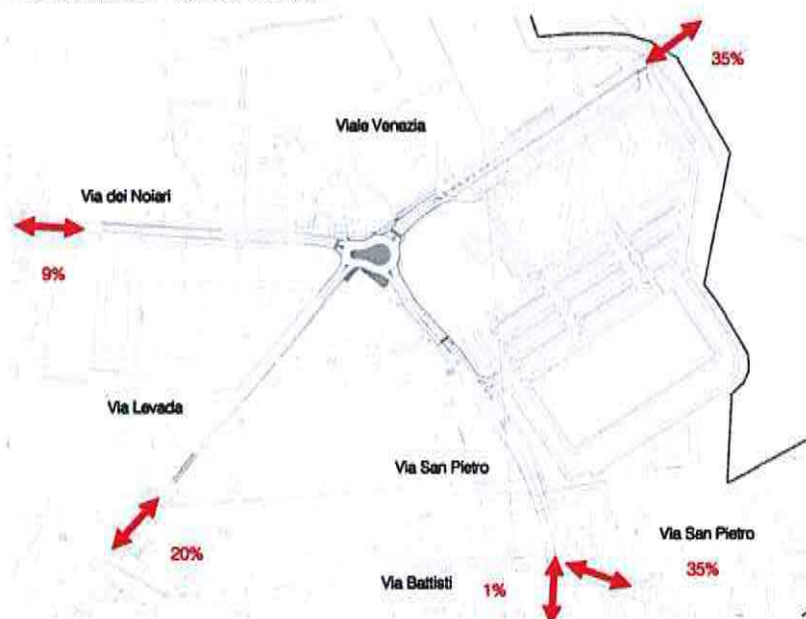 35%
Viale Venezia
Via dei Noiari
9%
Via Levada
Via San Pietro
20%
Via San Pietro
35%
Via Battisti
1%